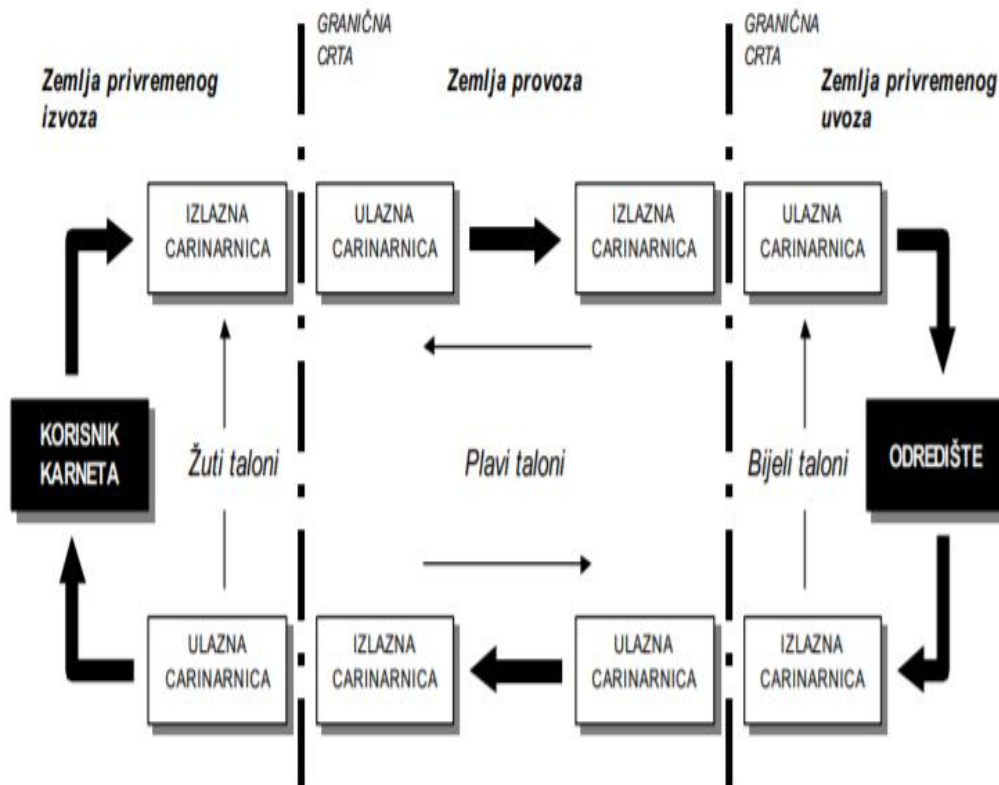 GRANIČNA
CRTA
GRANIČNA
CRTA
Zemlja privremenog
izvoza
Zemlja provoza
Zemlja privremenog
uvoza
IZLAZNA
CARINARNICA
ULAZNA
CARINARNICA
IZLAZNA
CARINARNICA
ULAZNA
CARINARNICA
KORISNIK
KARNETA
Žuti taloni
Plavi taloni
Bijeli taloni
ODREDIŠTE
ULAZNA
CARINARNICA
IZLAZNA
CARINARNICA
ULAZNA
CARINARNICA
IZLAZNA
CARINARNICA